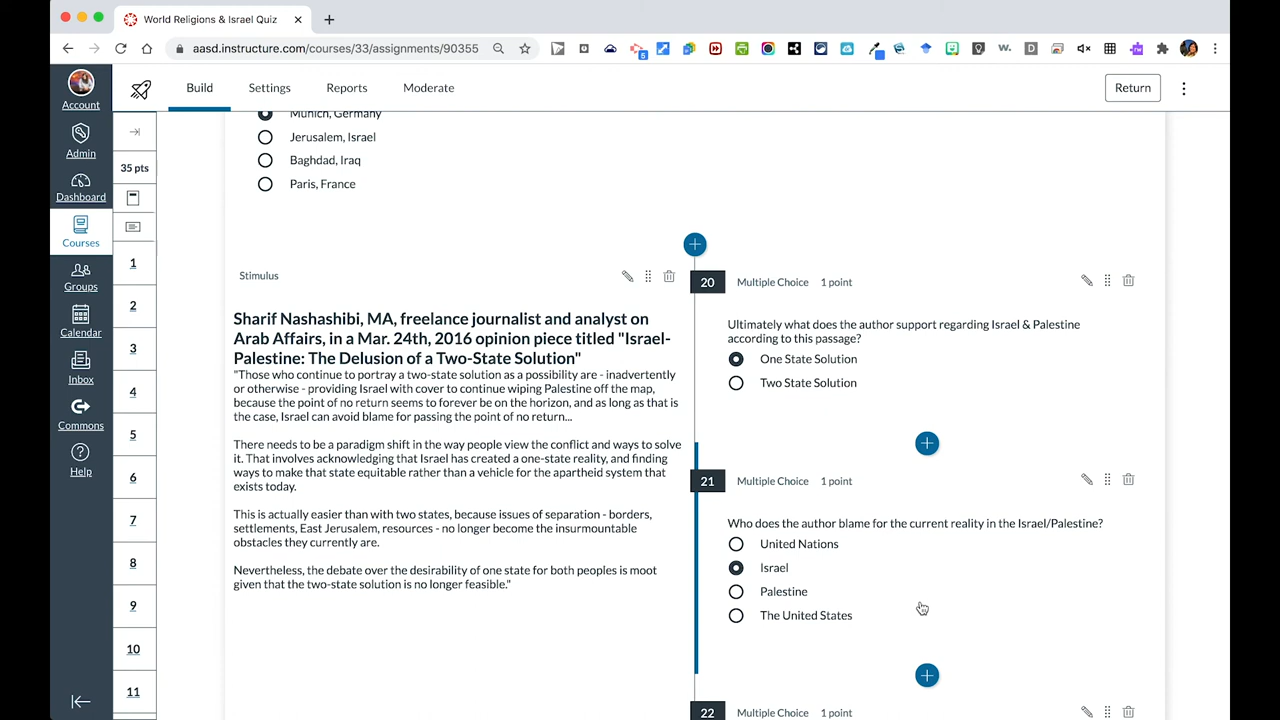 World Religions & Israel Quiz
aasd.instructure.com/courses/33/assignments/90355
Account
Admin
Dashboard
Courses
Groups
Calendar
Inbox
Commons
Help
Build
Settings
Reports
Moderate
Return
35 pts
1
2
3
4
5
6
7
8
9
10
11
Munich, Germany
Jerusalem, Israel
Baghdad, Iraq
Paris, France
Stimulus
Sharif Nashashibi, MA, freelance journalist and analyst on
Arab Affairs, in a Mar. 24th, 2016 opinion piece titled "Israel-
Palestine: The Delusion of a Two-State Solution"
"Those who continue to portray a two-state solution as a possibility are - inadvertently
or otherwise - providing Israel with cover to continue wiping Palestine off the map,
because the point of no return seems to forever be on the horizon, and as long as that is
the case, Israel can avoid blame for passing the point of no return...
There needs to be a paradigm shift in the way people view the conflict and ways to solve
it. That involves acknowledging that Israel has created a one-state reality, and finding
ways to make that state equitable rather than a vehicle for the apartheid system that
exists today.
This is actually easier than with two states, because issues of separation - borders,
settlements, East Jerusalem, resources - no longer become the insurmountable
obstacles they currently are.
Nevertheless, the debate over the desirability of one state for both peoples is moot
given that the two-state solution is no longer feasible."
20 Multiple Choice 1 point
Ultimately what does the author support regarding Israel & Palestine
according to this passage?
One State Solution
Two State Solution
21 Multiple Choice 1 point
Who does the author blame for the current reality in the Israel/Palestine?
United Nations
Israel
Palestine
The United States
22 Multiple Choice 1 point